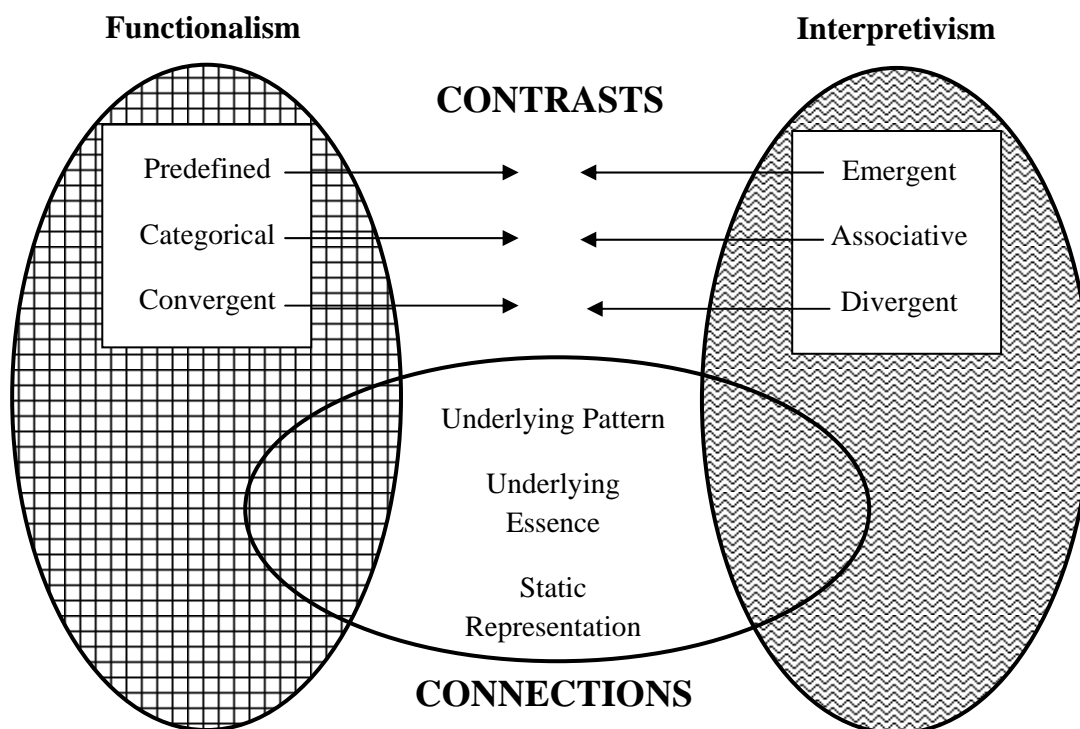 Functionalism
Interpretivism
CONTRASTS
Predefined
Emergent
Categorical
Associative
Convergent
Divergent
Underlying Pattern
Underlying
Essence
Static
Representation
CONNECTIONS